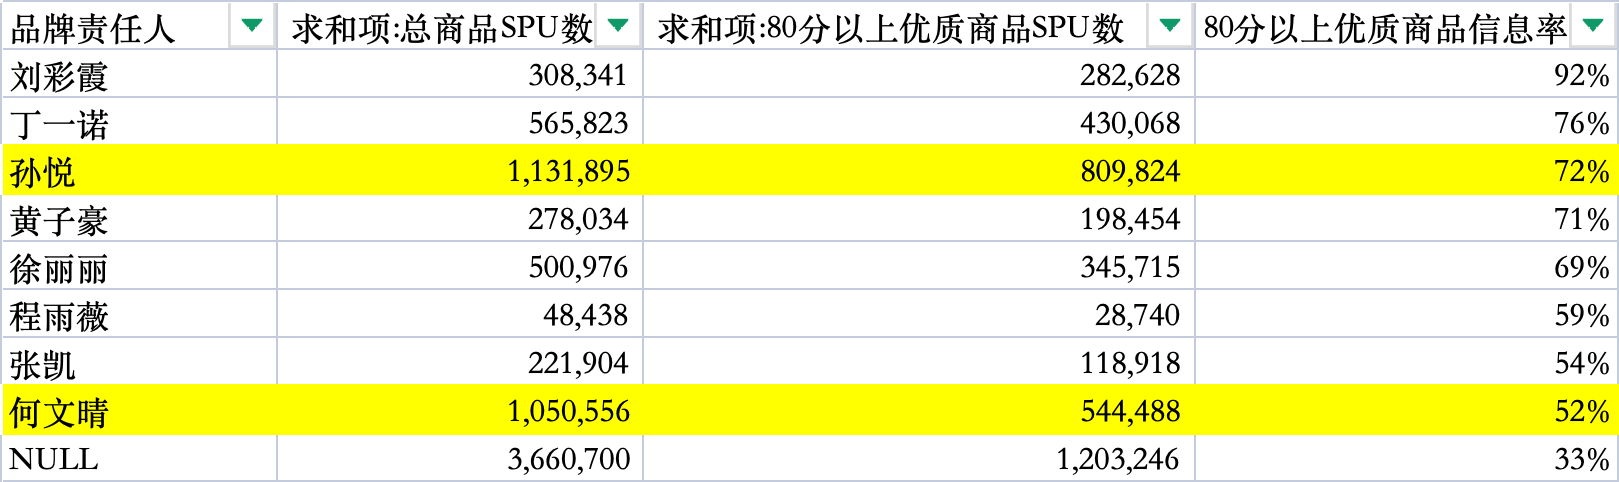 品牌责任人 求和项:总商品SPU数 求和项:80分以上优质商品SPU数 80分以上优质商品信息率
刘彩霞 308,341 282,628 92%
丁一诺 565,823 430,068 76%
孙悦 1,131,895 809,824 72%
黄子豪 278,034 198,454 71%
徐丽丽 500,976 345,715 69%
程雨薇 48,438 28,740 59%
张凯 221,904 118,918 54%
何文晴 1,050,556 544,488 52%
NULL 3,660,700 1,203,246 33%